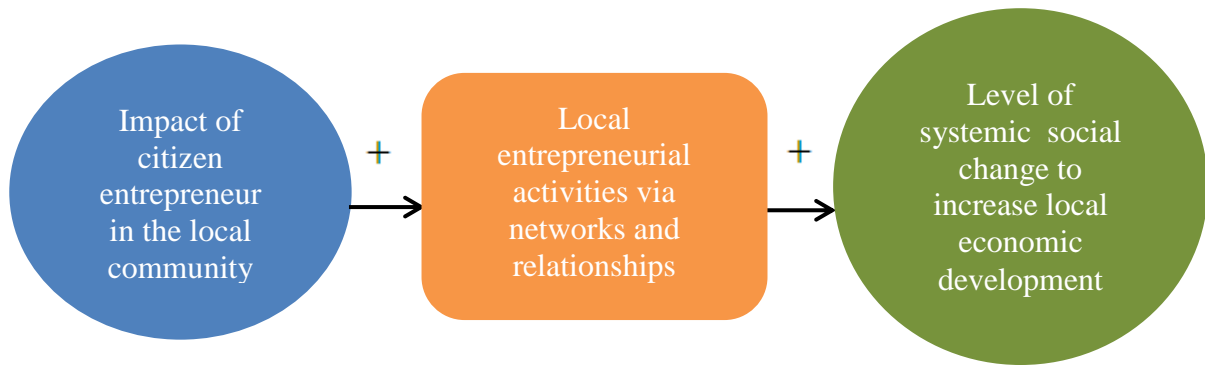 Impact of
citizen
entrepreneur
in the local
community
+
Local
entrepreneurial
activities via
networks and
relationships
+
Level of
systemic social
change to
increase local
economic
development